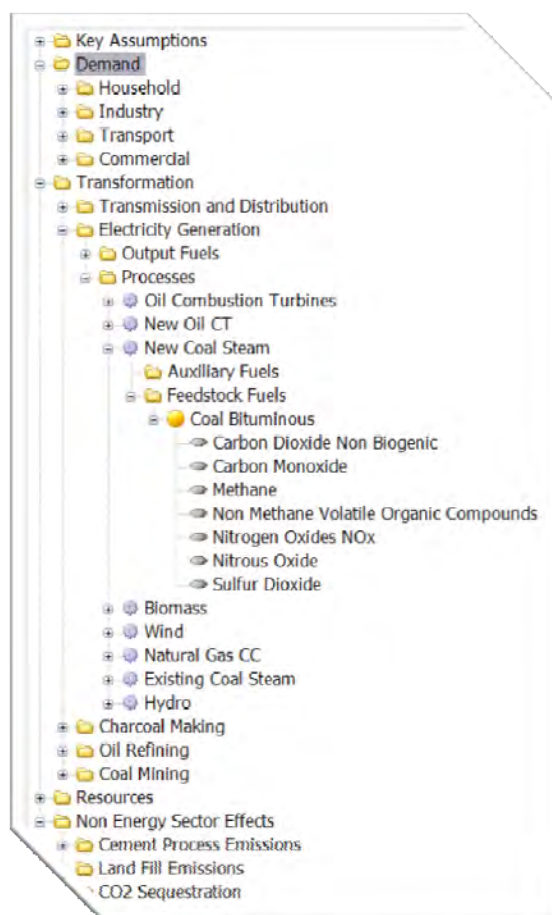 Key Assumptions
Demand
Household
Industry
Transport
Commercial
Transformation
Transmission and Distribution
Electricity Generation
Output Fuels
Processes
Oil Combustion Turbines
New Oil CT
New Coal Steam
Auxiliary Fuels
Feedstock Fuels
Coal Bituminous
Carbon Dioxide Non Biogenic
Carbon Monoxide
Methane
Non Methane Volatile Organic Compounds
Nitrogen Oxides NOx
Nitrous Oxide
Sulfur Dioxide
Biomass
Wind
Natural Gas CC
Existing Coal Steam
Hydro
Charcoal Making
Oil Refining
Coal Mining
Resources
Non Energy Sector Effects
Cement Process Emissions
Land Fill Emissions
CO2 Sequestration